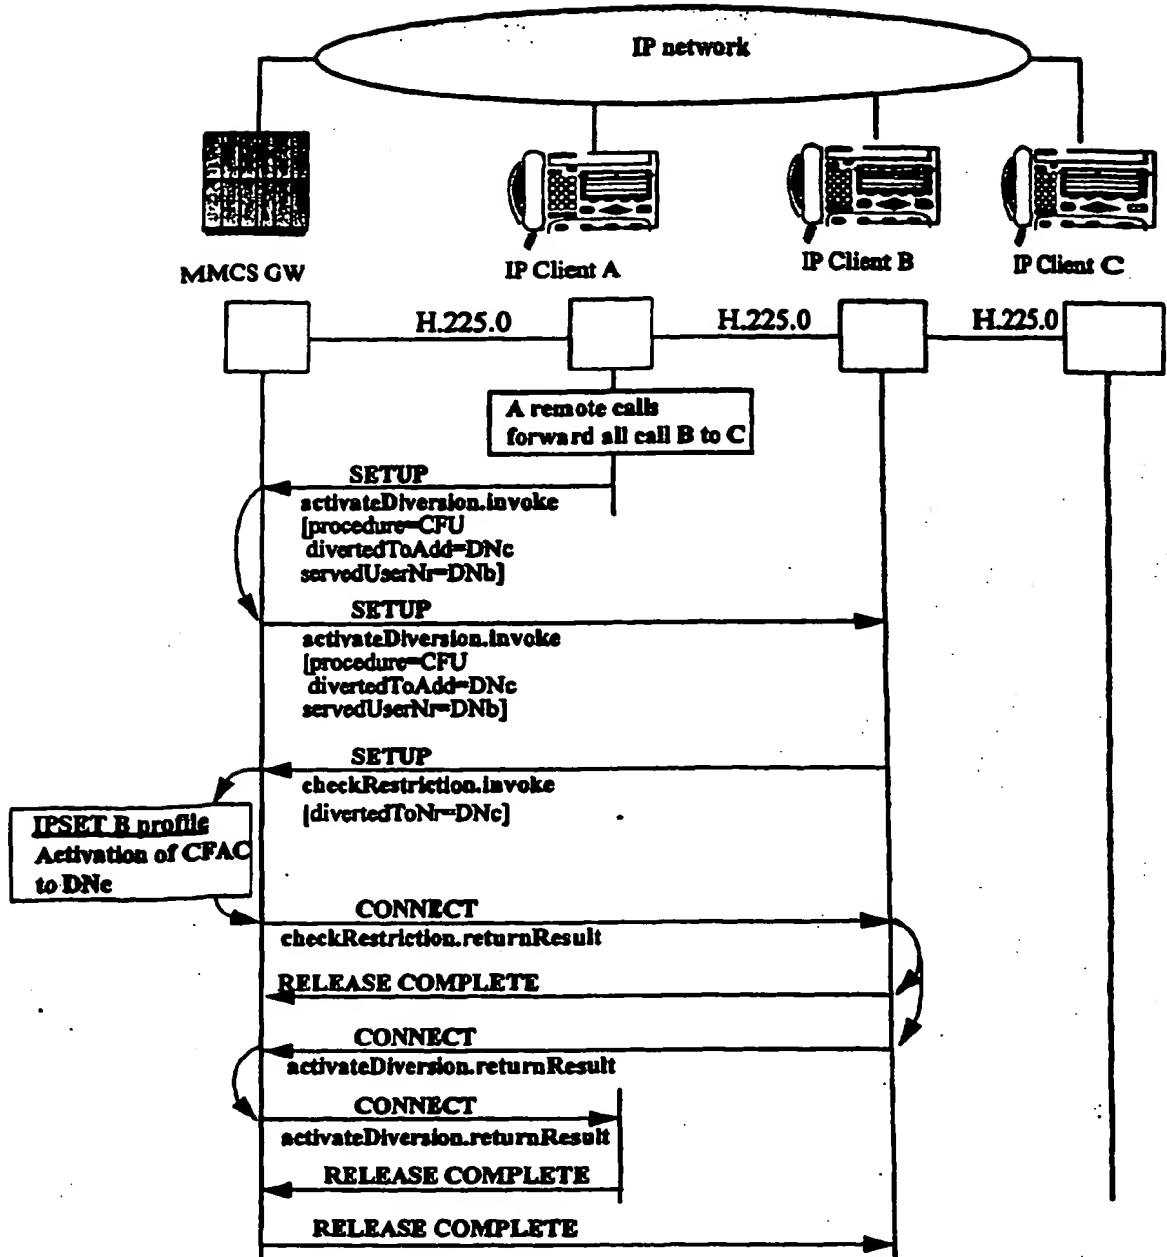 IP network
MMCS GW
IP Client A
IP Client B
IP Client C
H.225.0
H.225.0
H.225.0
A remote calls
forward all call B to C
SETUP
activateDiversion.invoke
[procedure=CFU
divertedToAdd=DNc
servedUserNr=DNb]
SETUP
activateDiversion.invoke
[procedure=CFU
divertedToAdd=DNc
servedUserNr=DNb]
SETUP
checkRestriction.invoke
[divertedToNr=DNc]
IPSET B profile
Activation of CFAC
to DNc
CONNECT
checkRestriction.returnResult
RELEASE COMPLETE
CONNECT
activateDiversion.returnResult
CONNECT
activateDiversion.returnResult
RELEASE COMPLETE
RELEASE COMPLETE